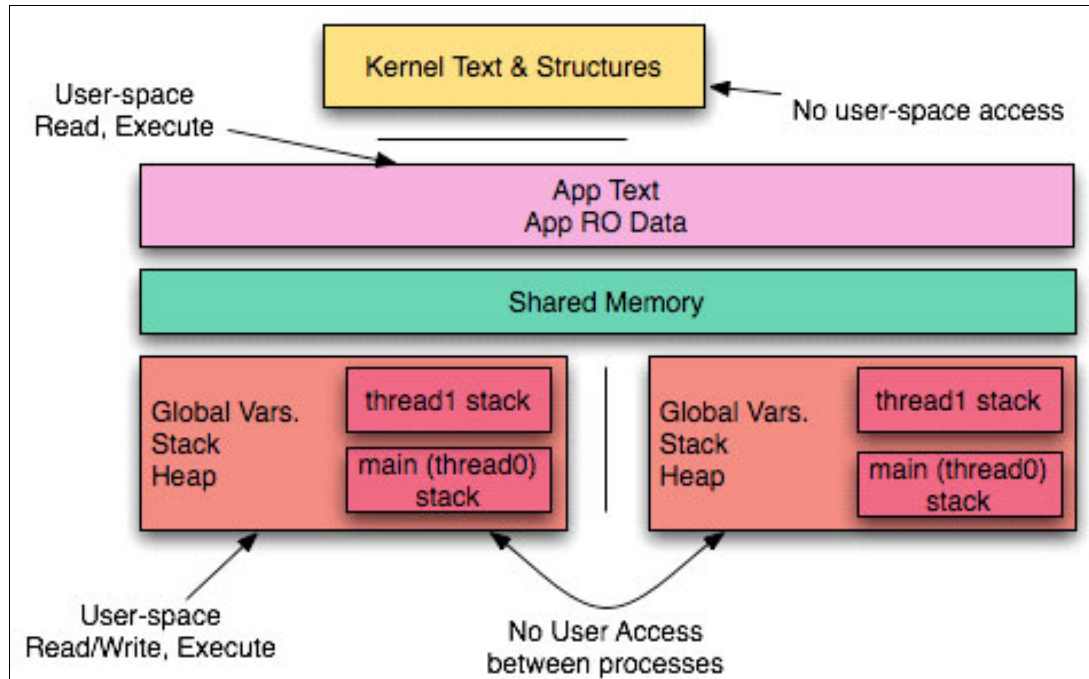 Kernel Text & Structures
User-space
Read, Execute
No user-space access
App Text
App RO Data
Shared Memory
Global Vars.
Stack
Heap
thread1 stack
main (thread0)
stack
Global Vars.
Stack
Heap
thread1 stack
main (thread0)
stack
User-space
Read/Write, Execute
No User Access
between processes